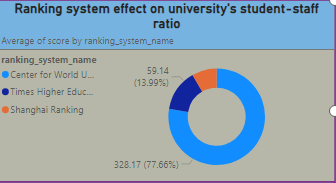 Ranking system effect on university's student-staff
ratio
Average of score by ranking_system_name
ranking_system_name
Center for World U...
Times Higher Educ...
Shanghai Ranking
59.14
(13.99%)
328.17 (77.66%)